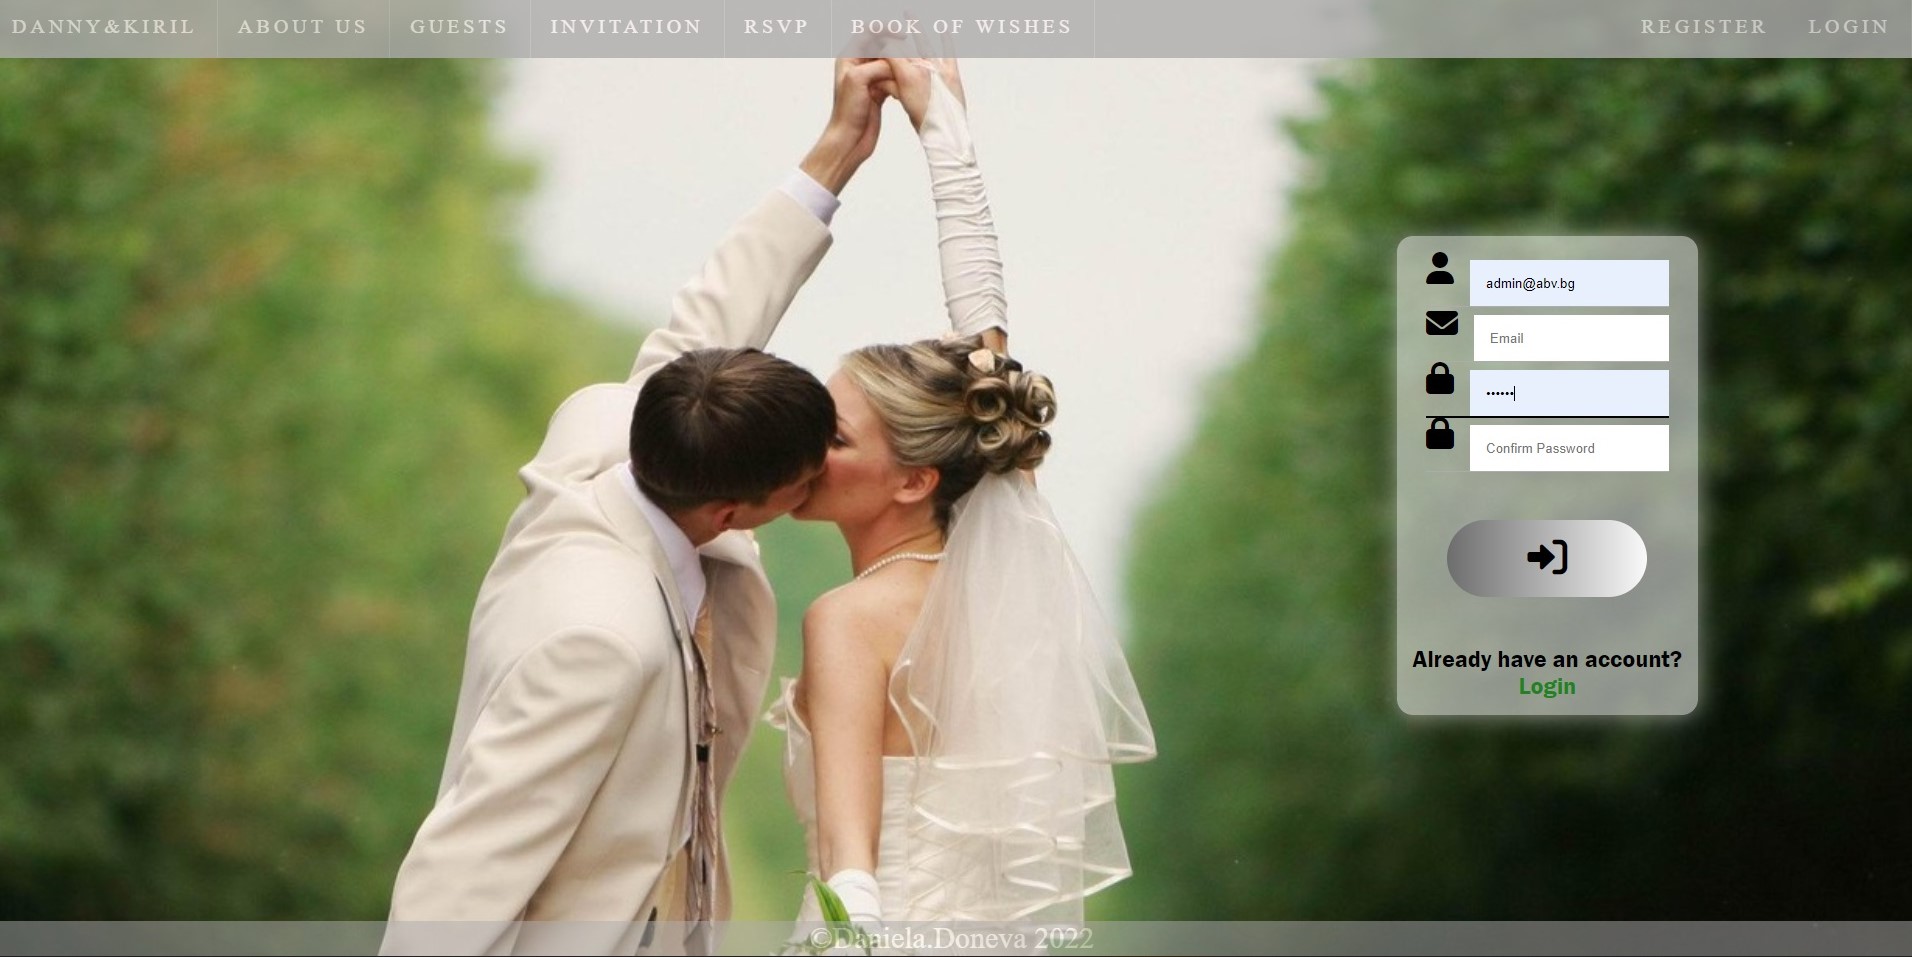 DANNY&KIRIL ABOUT US GUESTS INVITATION RSVP BOOK OF WISHES REGISTER LOGIN
admin@abv.bg
Email
••••••
Confirm Password
Already have an account?
Login
©Daniela.Doneva 2022